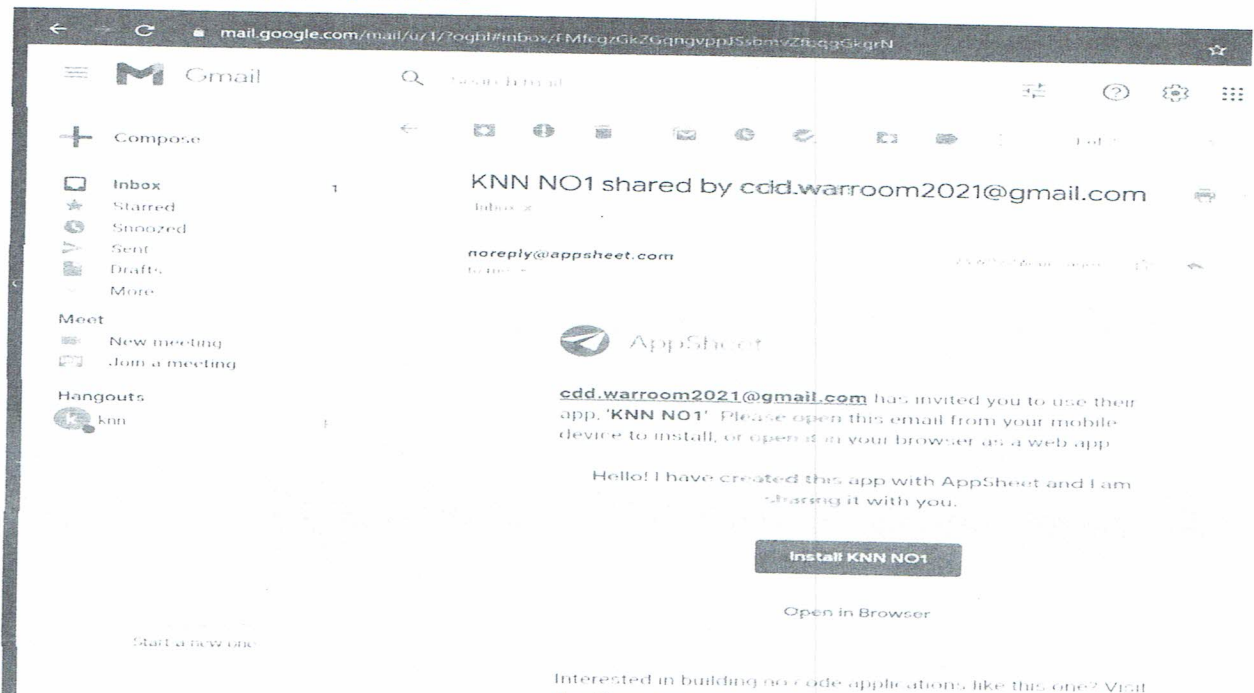 mail.google.com/mail/u/1/?ogbl#inbox/
Gmail
Search mail
Compose
Inbox 1
Starred
Snoozed
Sent
Drafts
More
Meet
New meeting
Join a meeting
Hangouts
knn
Start a new one
KNN NO1 shared by cdd.warroom2021@gmail.com
Inbox x
noreply@appsheet.com
to me
AppSheet
cdd.warroom2021@gmail.com has invited you to use their
app, 'KNN NO1'. Please open this email from your mobile
device to install, or open it in your browser as a web app
Hello! I have created this app with AppSheet and I am
sharing it with you.
Install KNN NO1
Open in Browser
Interested in building no code applications like this one? Visit